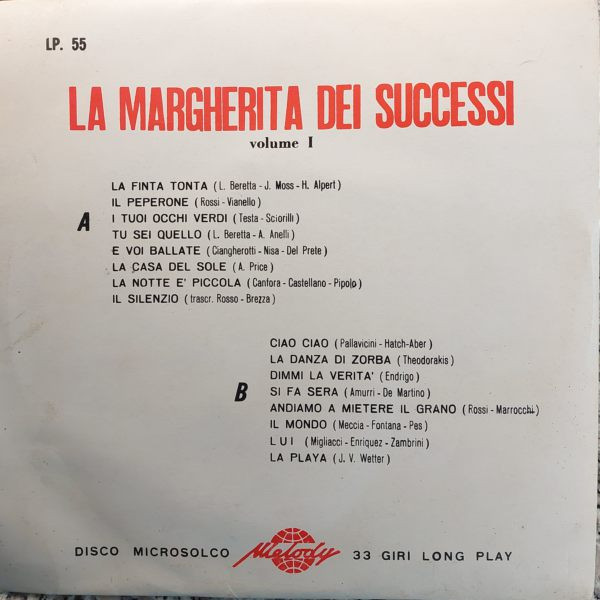 LP. 55
LA MARGHERITA DEI SUCCESSI
volume I
A
LA FINTA TONTA (L. Beretta - J. Moss - H. Alpert)
IL PEPERONE (Rossi - Vianello)
I TUOI OCCHI VERDI (Testa - Sciorilli)
TU SEI QUELLO (L. Beretta - A. Anelli)
E VOI BALLATE (Ciangherotti - Nisa - Del Prete)
LA CASA DEL SOLE (A. Price)
LA NOTTE E' PICCOLA (Canfora - Castellano - Pipolo)
IL SILENZIO (trascr. Rosso - Brezza)
B
CIAO CIAO (Pallavicini - Hatch-Aber)
LA DANZA DI ZORBA (Theodorakis)
DIMMI LA VERITA' (Endrigo)
SI FA SERA (Amurri - De Martino)
ANDIAMO A MIETERE IL GRANO (Rossi - Marrocchi)
IL MONDO (Meccia - Fontana - Pes)
LUI (Migliacci - Enriquez - Zambrini)
LA PLAYA (J. V. Wetter)
DISCO MICROSOLCO Melody 33 GIRI LONG PLAY